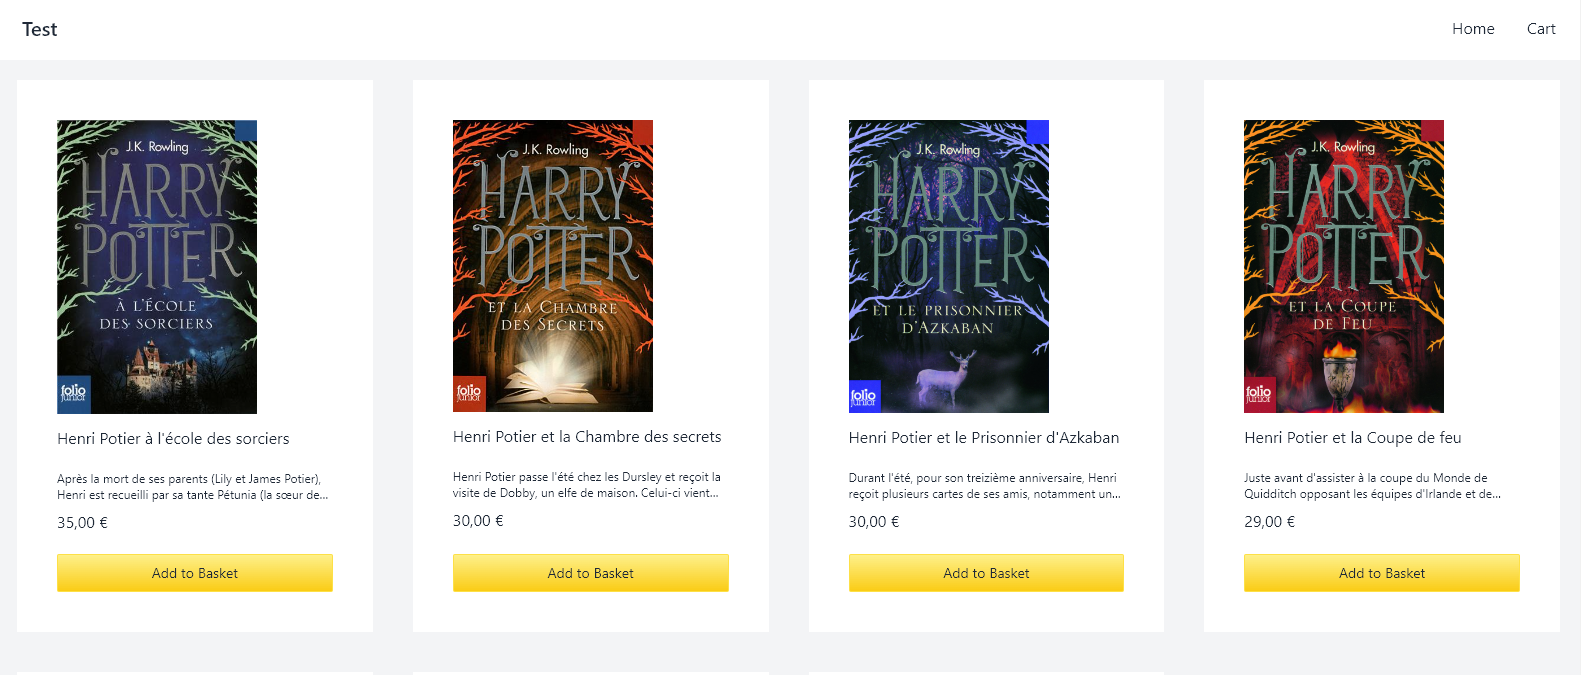 Test
Home
Cart
J.K. Rowling
HARRY
POTTER
À L'ÉCOLE
DES SORCIERS
folio
junior
Henri Potier à l'école des sorciers
Après la mort de ses parents (Lily et James Potier),
Henri est recueilli par sa tante Pétunia (la sœur de...
35,00 €
Add to Basket
J.K. Rowling
HARRY
POTTER
ET LA CHAMBRE
DES SECRETS
folio
junior
Henri Potier et la Chambre des secrets
Henri Potier passe l'été chez les Dursley et reçoit la
visite de Dobby, un elfe de maison. Celui-ci vient...
30,00 €
Add to Basket
J.K. Rowling
HARRY
POTTER
ET LE PRISONNIER
D'AZKABAN
folio
junior
Henri Potier et le Prisonnier d'Azkaban
Durant l'été, pour son treizième anniversaire, Henri
reçoit plusieurs cartes de ses amis, notamment un...
30,00 €
Add to Basket
J.K. Rowling
HARRY
POTTER
ET LA COUPE
DE FEU
folio
junior
Henri Potier et la Coupe de feu
Juste avant d'assister à la coupe du Monde de
Quidditch opposant les équipes d'Irlande et de...
29,00 €
Add to Basket